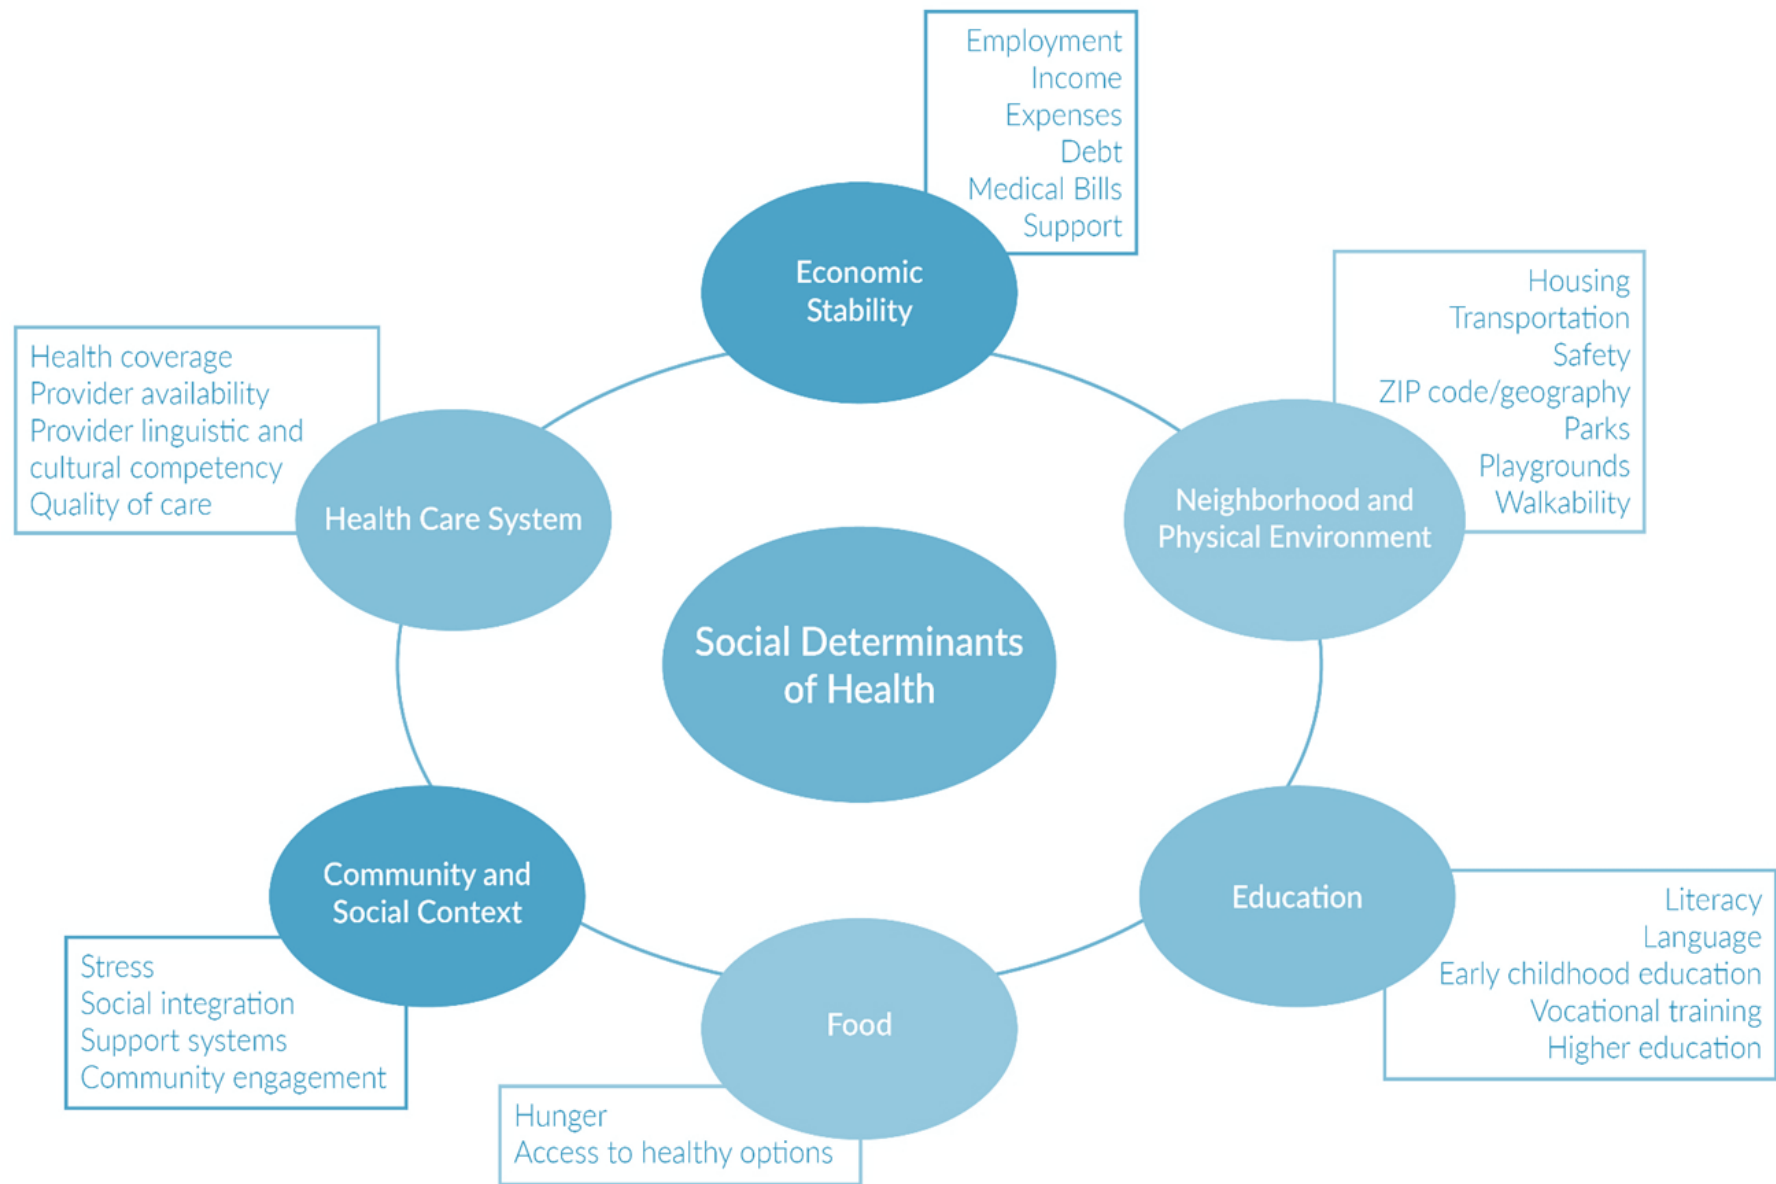 Employment
Income
Expenses
Debt
Medical Bills
Support
Economic
Stability
Housing
Transportation
Safety
ZIP code/geography
Parks
Playgrounds
Walkability
Neighborhood and
Physical Environment
Health coverage
Provider availability
Provider linguistic and
cultural competency
Quality of care
Health Care System
Social Determinants
of Health
Community and
Social Context
Stress
Social integration
Support systems
Community engagement
Food
Hunger
Access to healthy options
Education
Literacy
Language
Early childhood education
Vocational training
Higher education